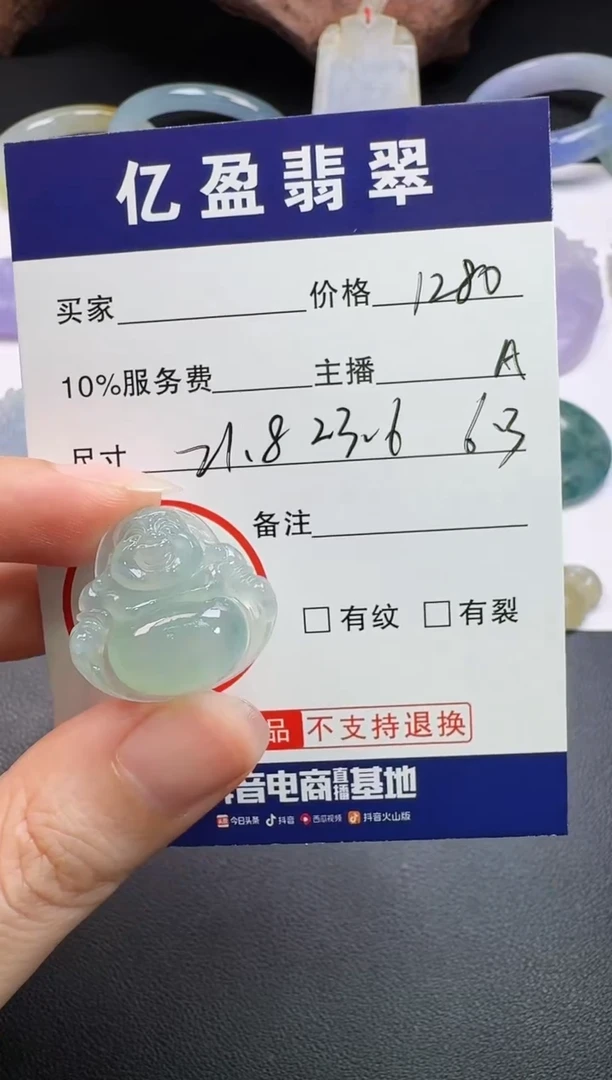 亿盈翡翠
买家 价格 1280
10%服务费 主播 A
尺寸 21.8 23.6 6.3
备注
□有纹 □有裂
品 不支持退换
音电商直播基地
今日头条 抖音 西瓜视频 抖音火山版